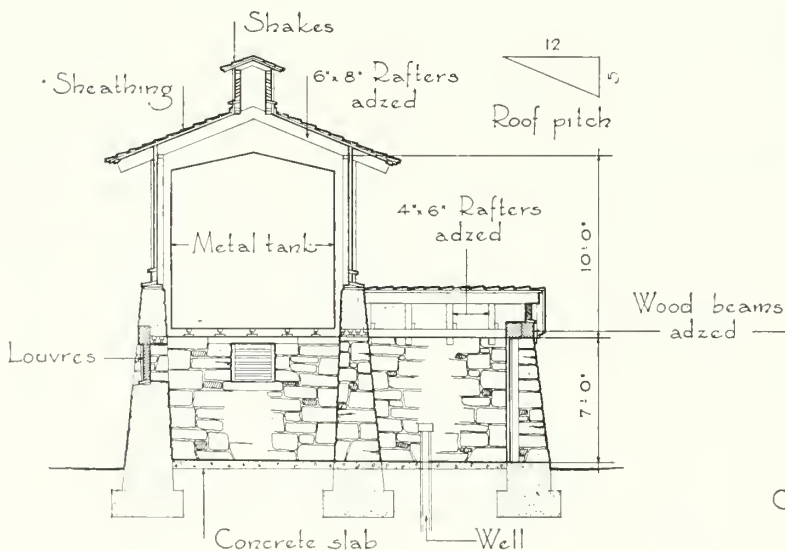 Shakes
Sheathing
6"x 8" Rafters
adzed
12
5
Roof pitch
4"x 6" Rafters
adzed
Metal tank
10'-0"
Wood beams
adzed
Louvres
7'-0"
Concrete slab
Well